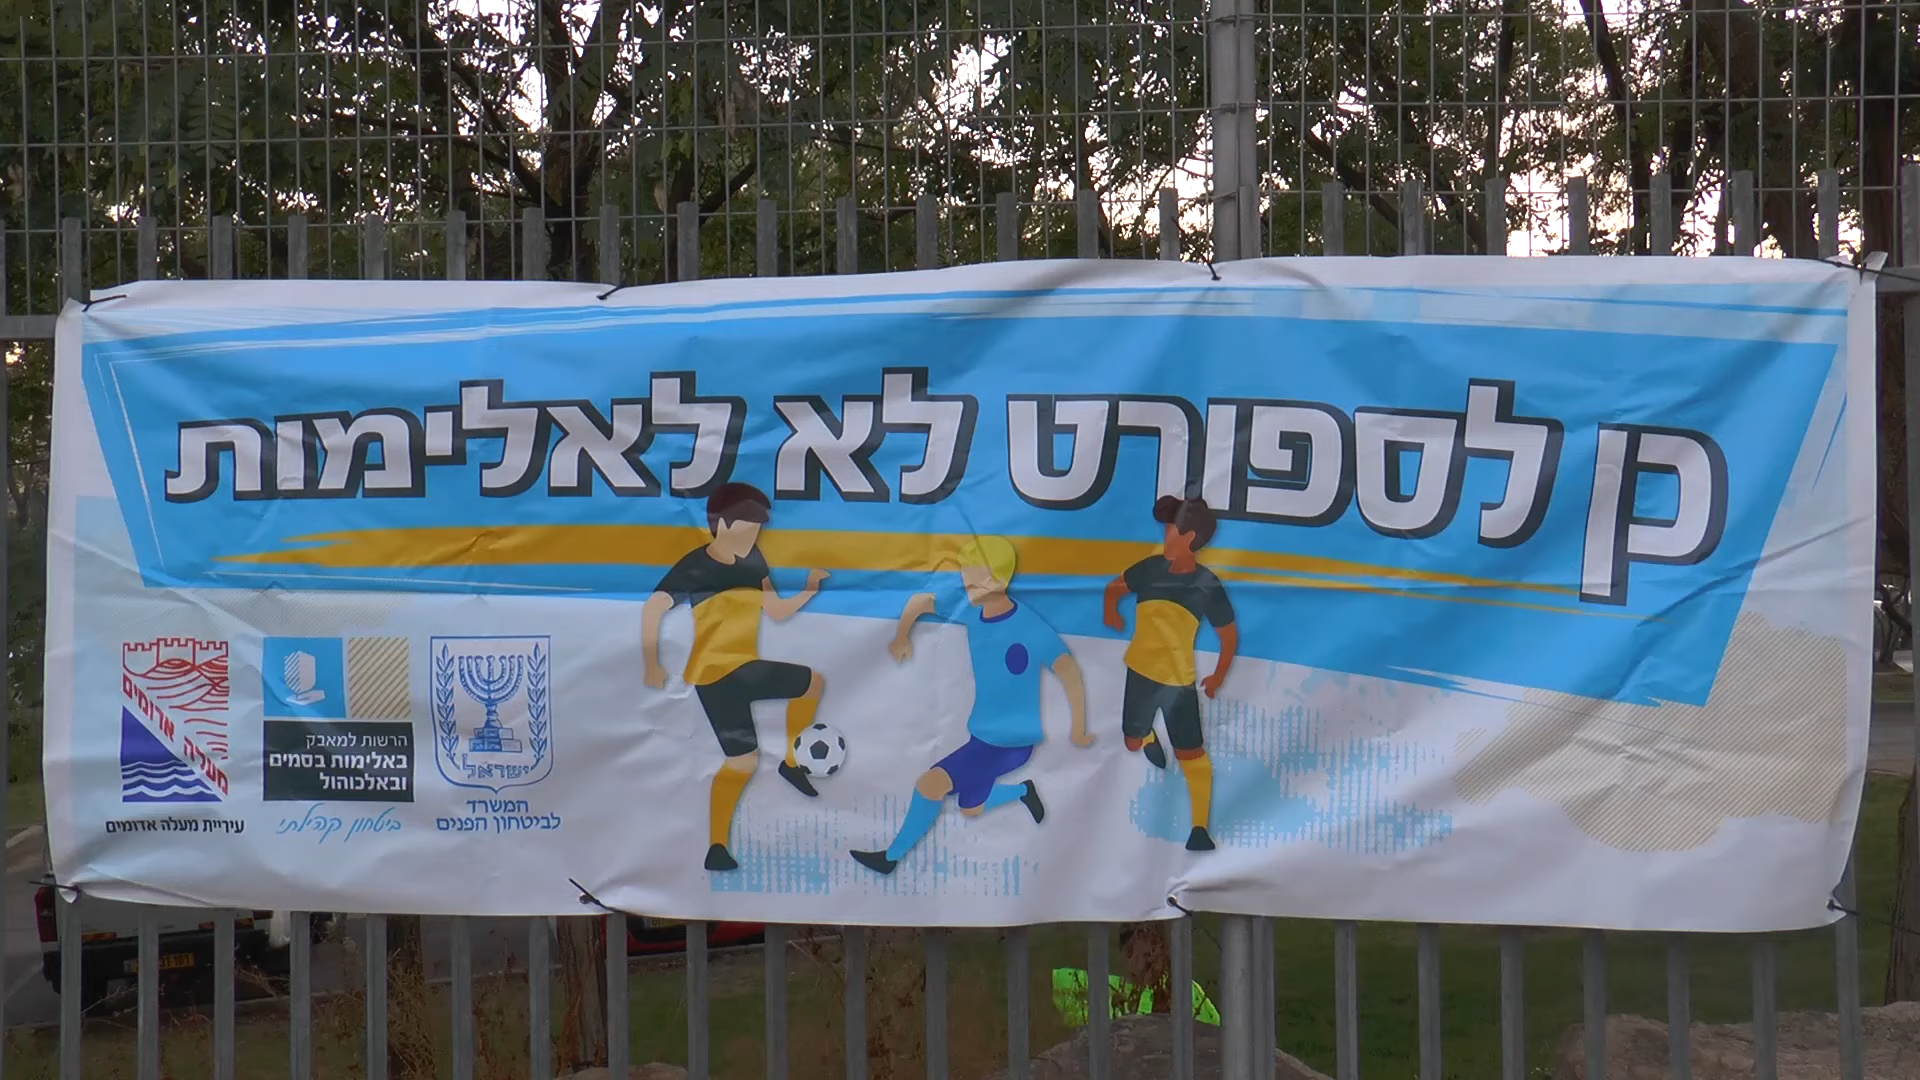 כן לספורט לא לאלימות
ישראל
המשרד
לביטחון הפנים
הרשות למאבק
באלימות בסמים
ובאלכוהול
ביטחון קהילתי
מעלה אדומים
עיריית מעלה אדומים